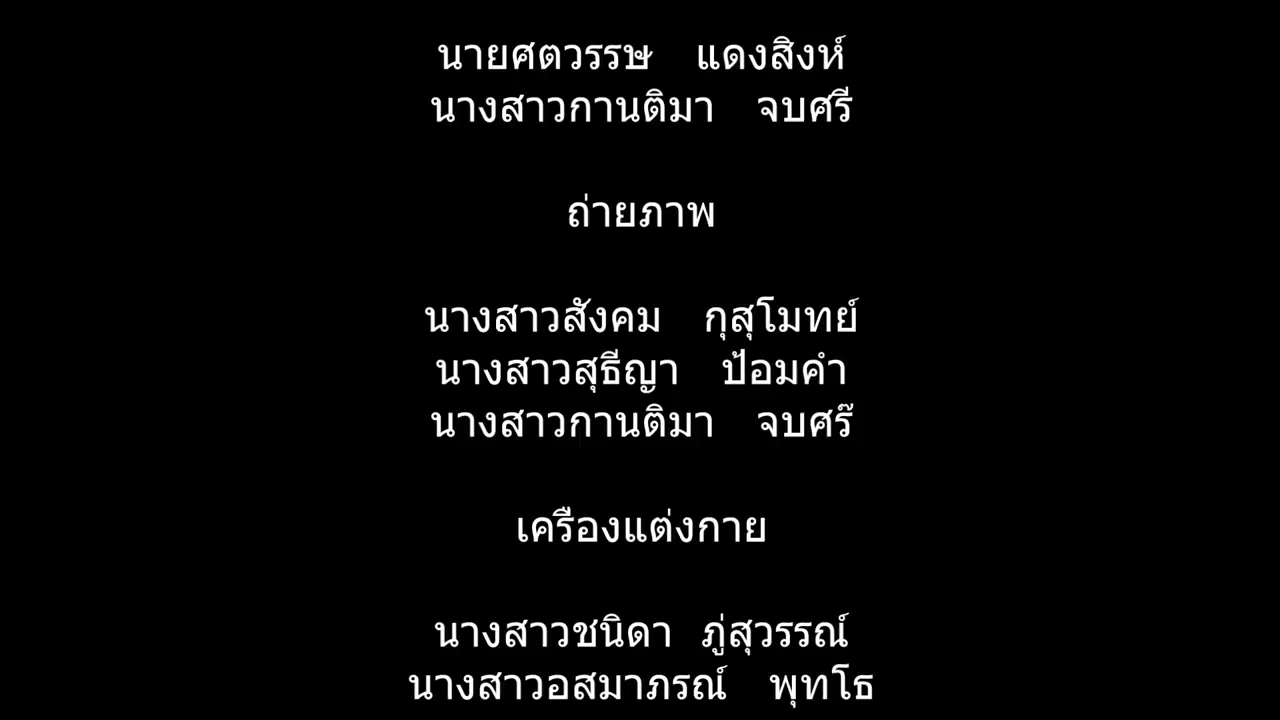 นายศตวรรษ แดงสิงห์
นางสาวกานติมา จบศรี
ถ่ายภาพ
นางสาวสังคม กุสุโมทย์
นางสาวสุธีญา ป้อมคำ
นางสาวกานติมา จบศร๊
เครืองแต่งกาย
นางสาวชนิดา ภู่สุวรรณ์
นางสาวอสมาภรณ์ พุทโธ